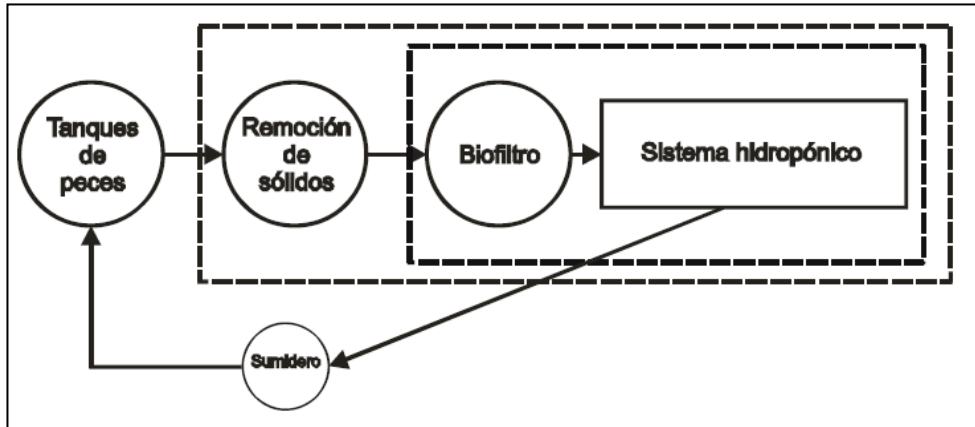 Tanques
de
peces
Remoción
de
sólidos
Biofiltro
Sistema hidropónico
Sumidero